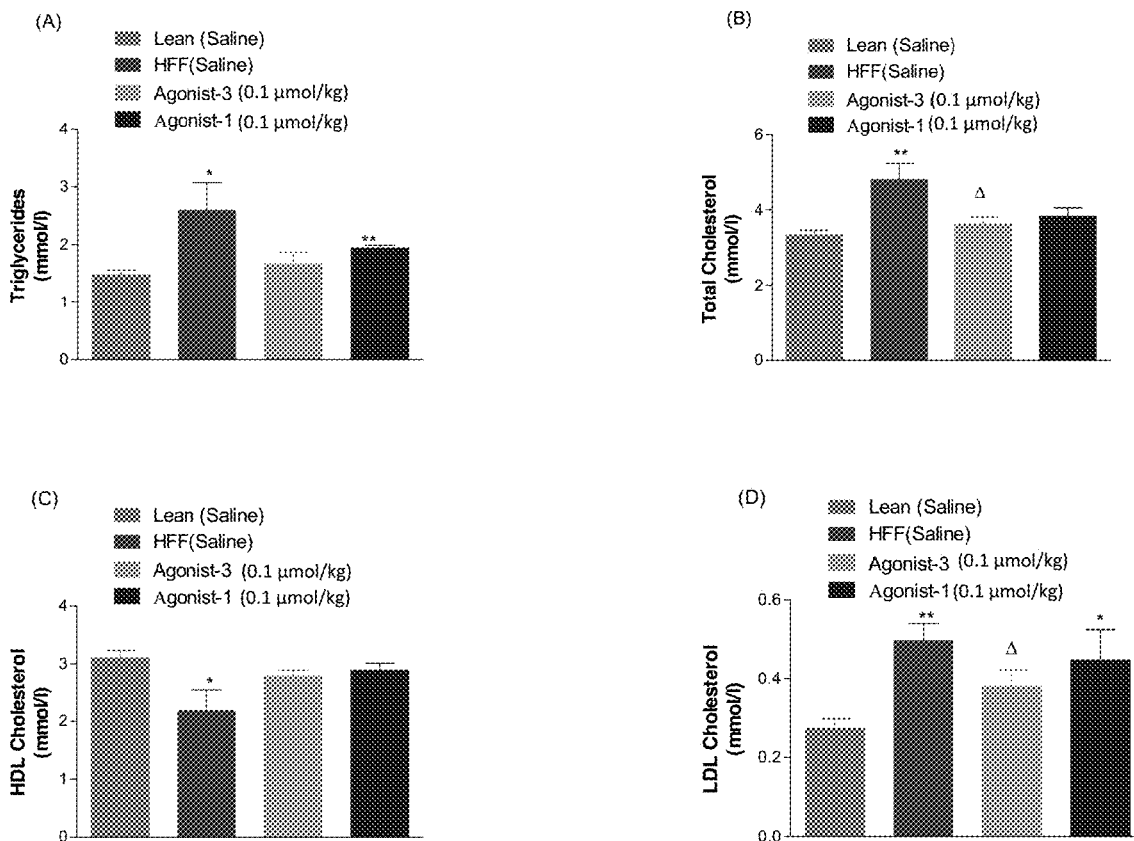 (A)
Lean (Saline)
HFF(Saline)
Agonist-3 (0.1 μmol/kg)
Agonist-1 (0.1 μmol/kg)
Triglycerides
(mmol/l)
4
3
2
1
0
*
**
(B)
Lean (Saline)
HFF(Saline)
Agonist-3 (0.1 μmol/kg)
Agonist-1 (0.1 μmol/kg)
Total Cholesterol
(mmol/l)
6
4
2
0
**
Δ
(C)
Lean (Saline)
HFF(Saline)
Agonist-3 (0.1 μmol/kg)
Agonist-1 (0.1 μmol/kg)
HDL Cholesterol
(mmol/l)
4
3
2
1
0
*
(D)
Lean (Saline)
HFF(Saline)
Agonist-3 (0.1 μmol/kg)
Agonist-1 (0.1 μmol/kg)
LDL Cholesterol
(mmol/l)
0.6
0.4
0.2
0.0
**
Δ
*